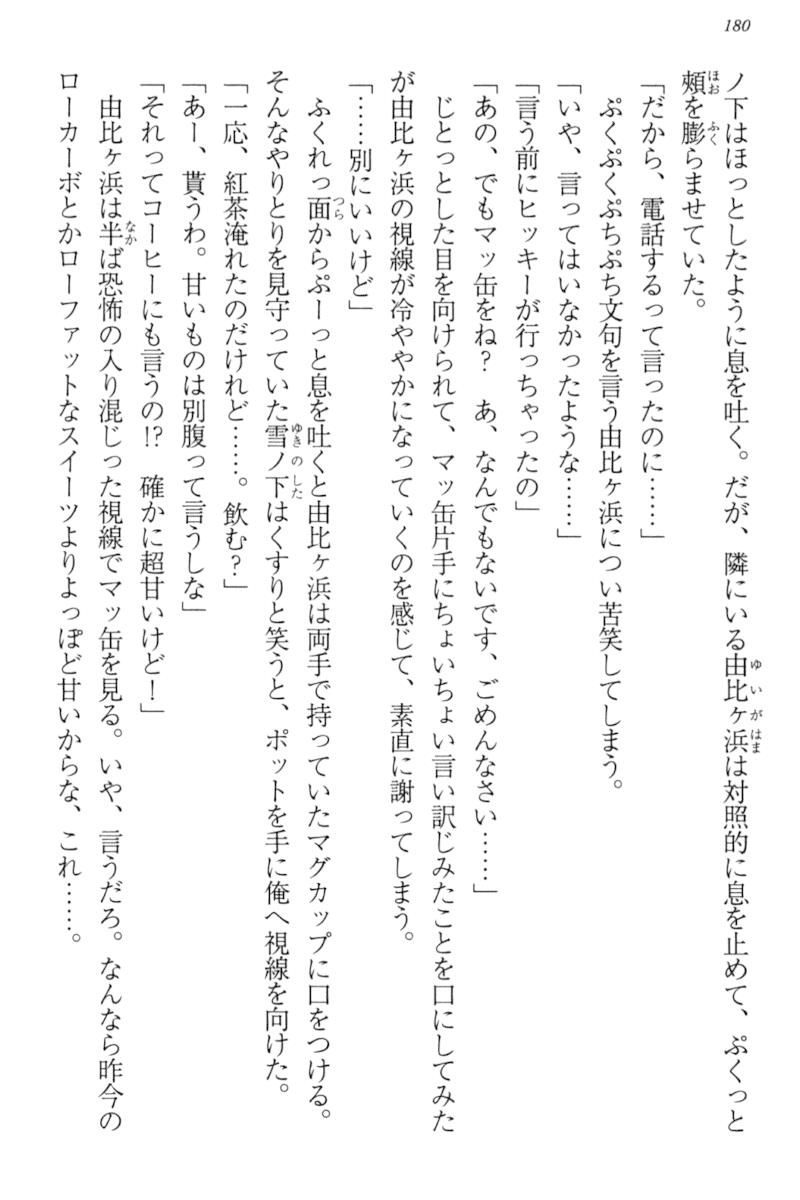 180
ノ下はほっとしたように息を吐く。だが、隣にいる由比ヶ浜は対照的に息を止めて、ぷくっと
頬を膨らませていた。
「だから、電話するって言ったのに……」
　ぷくぷくぷちぷち文句を言う由比ヶ浜につい苦笑してしまう。
「いや、言ってはいなかったような……」
「言う前にヒッキーが行っちゃったの」
「あの、でもマッ缶をね？　あ、なんでもないです、ごめんなさい……」
　じとっとした目を向けられて、マッ缶片手にちょいちょい言い訳じみたことを口にしてみた
が由比ヶ浜の視線が冷ややかになっていくのを感じて、素直に謝ってしまう。
「……別にいいけど」
　ふくれっ面からぷーっと息を吐くと由比ヶ浜は両手で持っていたマグカップに口をつける。
そんなやりとりを見守っていた雪ノ下はくすりと笑うと、ポットを手に俺へ視線を向けた。
「一応、紅茶淹れたのだけれど……。飲む？」
「あー、貰うわ。甘いものは別腹って言うしな」
「それってコーヒーにも言うの!?　確かに超甘いけど！」
　由比ヶ浜は半ば恐怖の入り混じった視線でマッ缶を見る。いや、言うだろ。なんなら昨今の
ローカーボとかローファットなスイーツよりよっぽど甘いからな、これ……。